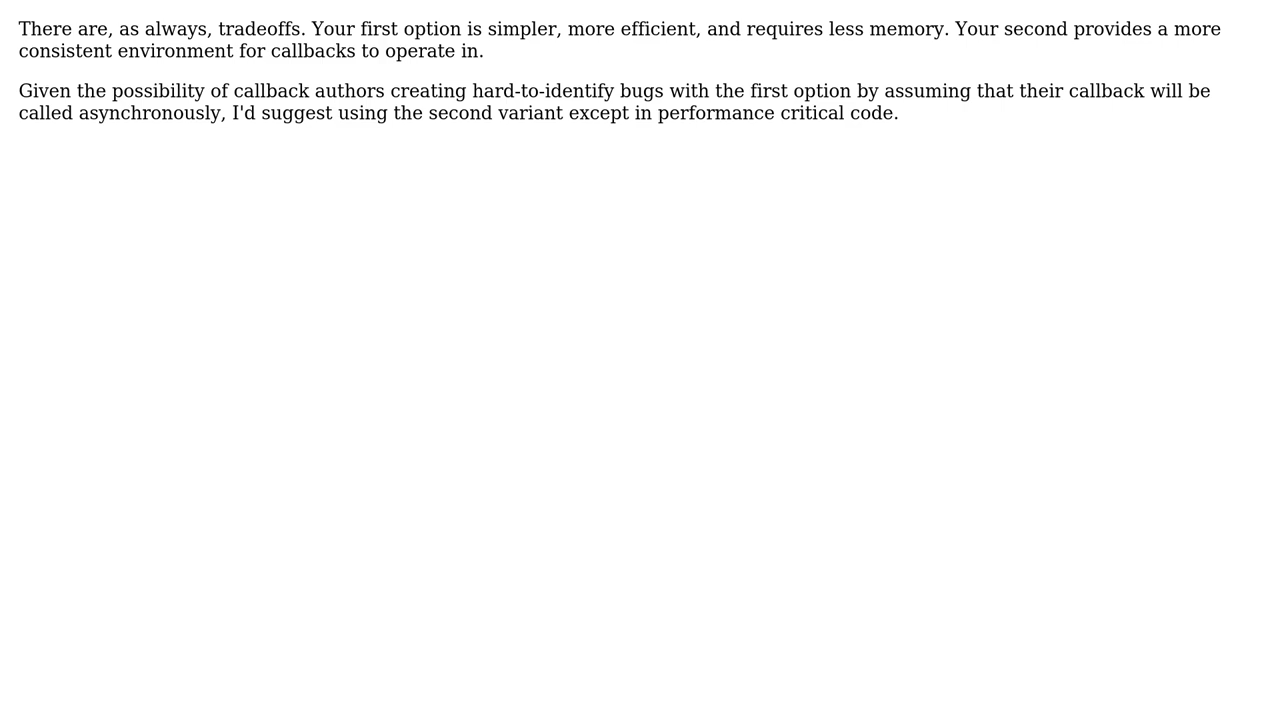 There are, as always, tradeoffs. Your first option is simpler, more efficient, and requires less memory. Your second provides a more
consistent environment for callbacks to operate in.
Given the possibility of callback authors creating hard-to-identify bugs with the first option by assuming that their callback will be
called asynchronously, I'd suggest using the second variant except in performance critical code.